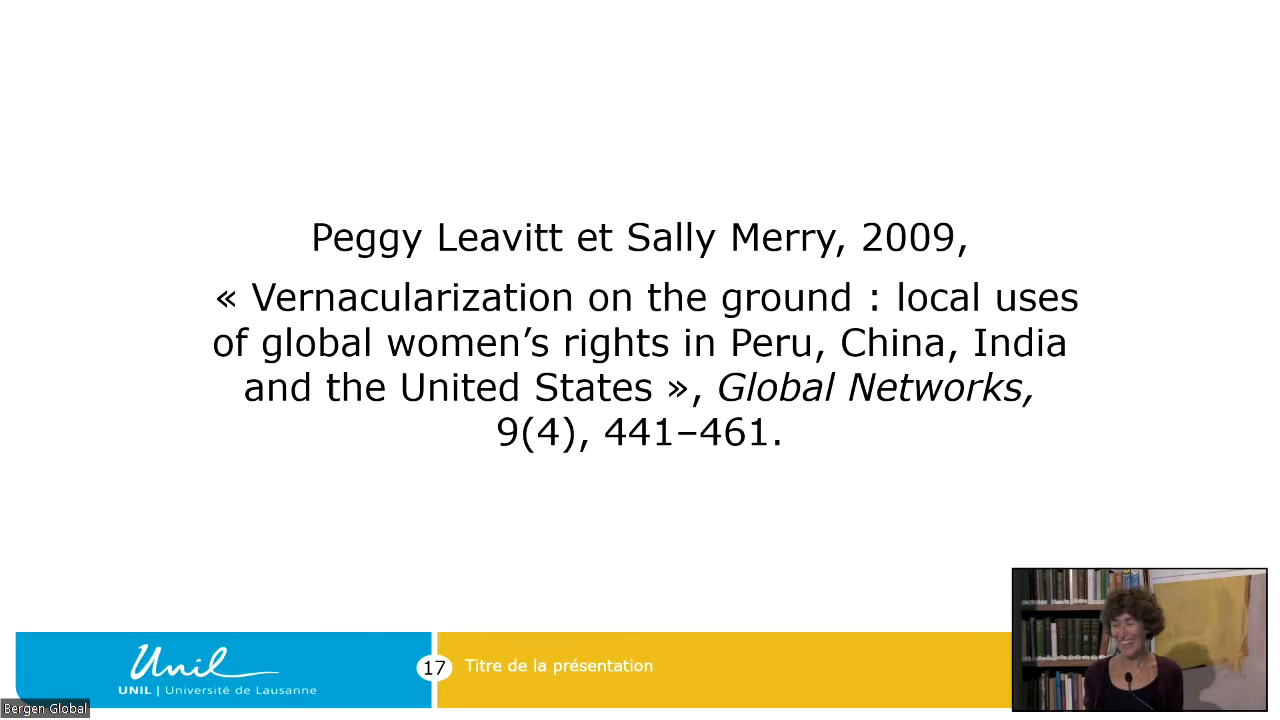 Peggy Leavitt et Sally Merry, 2009,
« Vernacularization on the ground : local uses
of global women’s rights in Peru, China, India
and the United States », Global Networks,
9(4), 441–461.
Unil
UNIL | Université de Lausanne
17
Titre de la présentation
Bergen Global